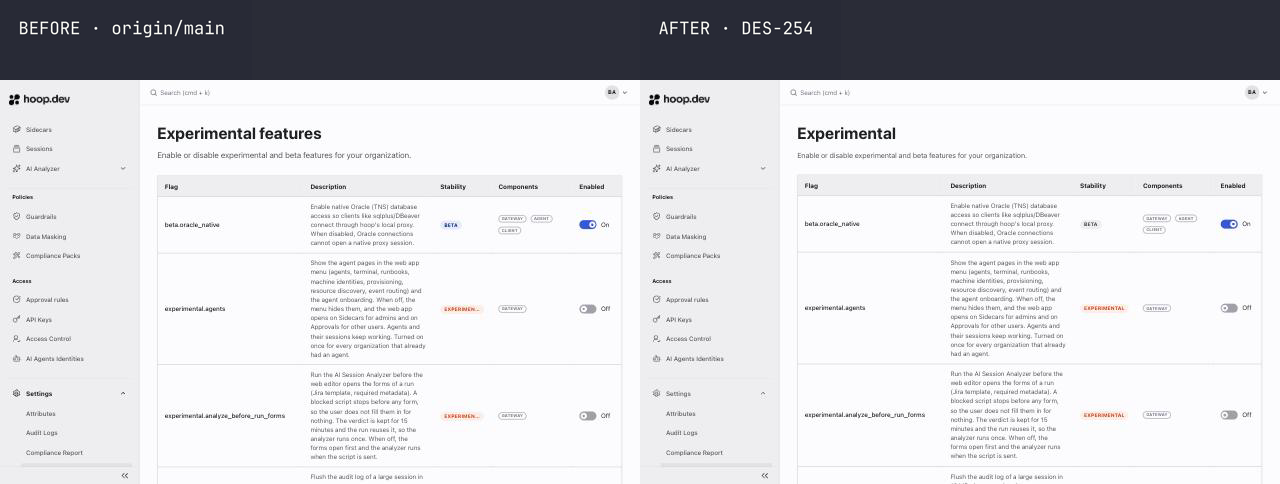 BEFORE · origin/main
hoop.dev
Search (cmd + k)
BA
Sidecars
Sessions
AI Analyzer
Policies
Guardrails
Data Masking
Compliance Packs
Access
Approval rules
API Keys
Access Control
AI Agents Identities
Settings
Attributes
Audit Logs
Compliance Report
Experimental features
Enable or disable experimental and beta features for your organization.
Flag Description Stability Components Enabled
beta.oracle_native
Enable native Oracle (TNS) database
access so clients like sqlplus/DBeaver
connect through hoop's local proxy.
When disabled, Oracle connections
cannot open a native proxy session.
BETA
GATEWAY AGENT
CLIENT
On
experimental.agents
Show the agent pages in the web app
menu (agents, terminal, runbooks,
machine identities, provisioning,
resource discovery, event routing) and
the agent onboarding. When off, the
menu hides them, and the web app
opens on Sidecars for admins and on
Approvals for other users. Agents and
their sessions keep working. Turned on
once for every organization that already
had an agent.
EXPERIMEN...
GATEWAY
Off
experimental.analyze_before_run_forms
Run the AI Session Analyzer before the
web editor opens the forms of a run
(Jira template, required metadata). A
blocked script stops before any form,
so the user does not fill them in for
nothing. The verdict is kept for 15
minutes and the run reuses it, so the
analyzer runs once. When off, the
forms open first and the analyzer runs
when the script is sent.
EXPERIMEN...
GATEWAY
Off
Flush the audit log of a large session in
AFTER · DES-254
hoop.dev
Search (cmd + k)
BA
Sidecars
Sessions
AI Analyzer
Policies
Guardrails
Data Masking
Compliance Packs
Access
Approval rules
API Keys
Access Control
AI Agents Identities
Settings
Attributes
Audit Logs
Compliance Report
Experimental
Enable or disable experimental and beta features for your organization.
Flag Description Stability Components Enabled
beta.oracle_native
Enable native Oracle (TNS) database
access so clients like sqlplus/DBeaver
connect through hoop's local proxy.
When disabled, Oracle connections
cannot open a native proxy session.
BETA
GATEWAY AGENT
CLIENT
On
experimental.agents
Show the agent pages in the web app
menu (agents, terminal, runbooks,
machine identities, provisioning,
resource discovery, event routing) and
the agent onboarding. When off, the
menu hides them, and the web app
opens on Sidecars for admins and on
Approvals for other users. Agents and
their sessions keep working. Turned on
once for every organization that already
had an agent.
EXPERIMENTAL
GATEWAY
Off
experimental.analyze_before_run_forms
Run the AI Session Analyzer before the
web editor opens the forms of a run
(Jira template, required metadata). A
blocked script stops before any form,
so the user does not fill them in for
nothing. The verdict is kept for 15
minutes and the run reuses it, so the
analyzer runs once. When off, the
forms open first and the analyzer runs
when the script is sent.
EXPERIMENTAL
GATEWAY
Off
Flush the audit log of a large session in